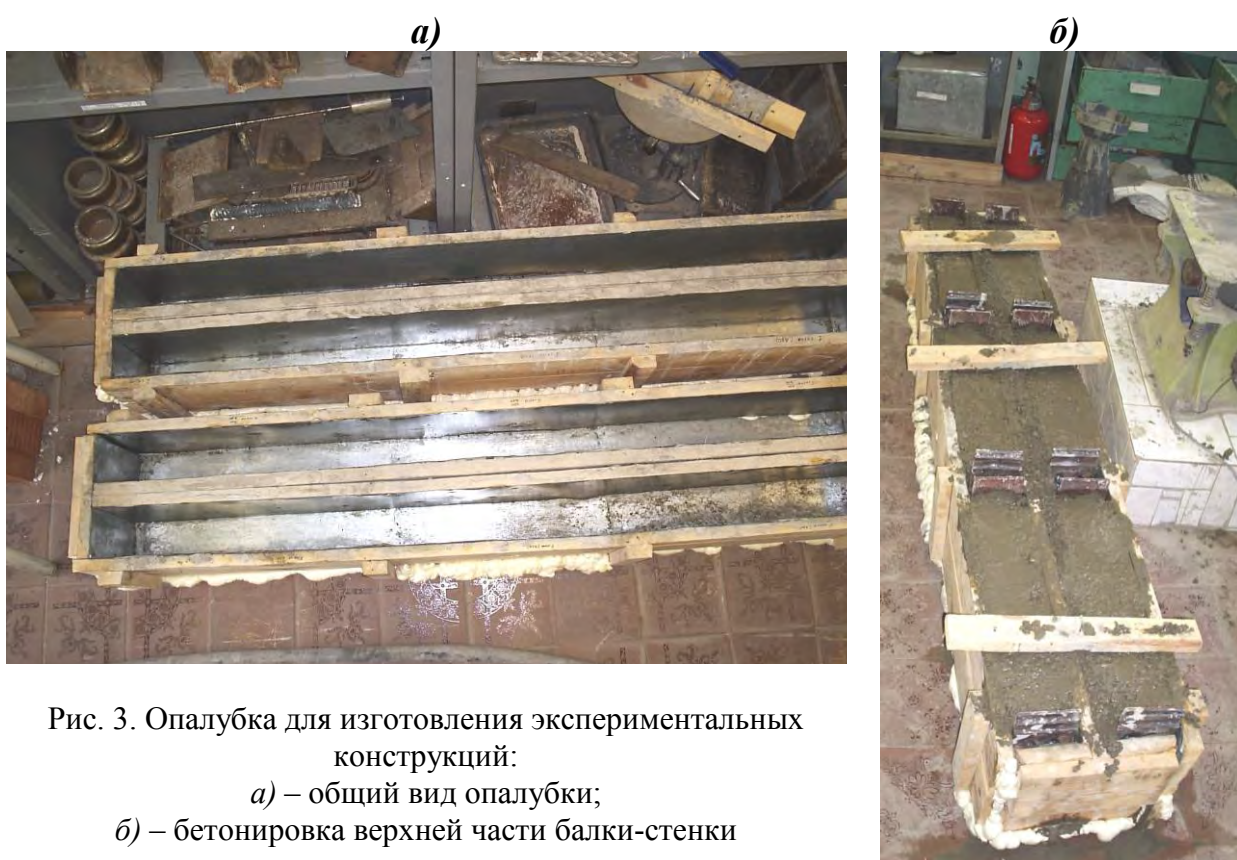 а)
б)
Рис. 3. Опалубка для изготовления экспериментальных
конструкций:
а) – общий вид опалубки;
б) – бетонировка верхней части балки-стенки